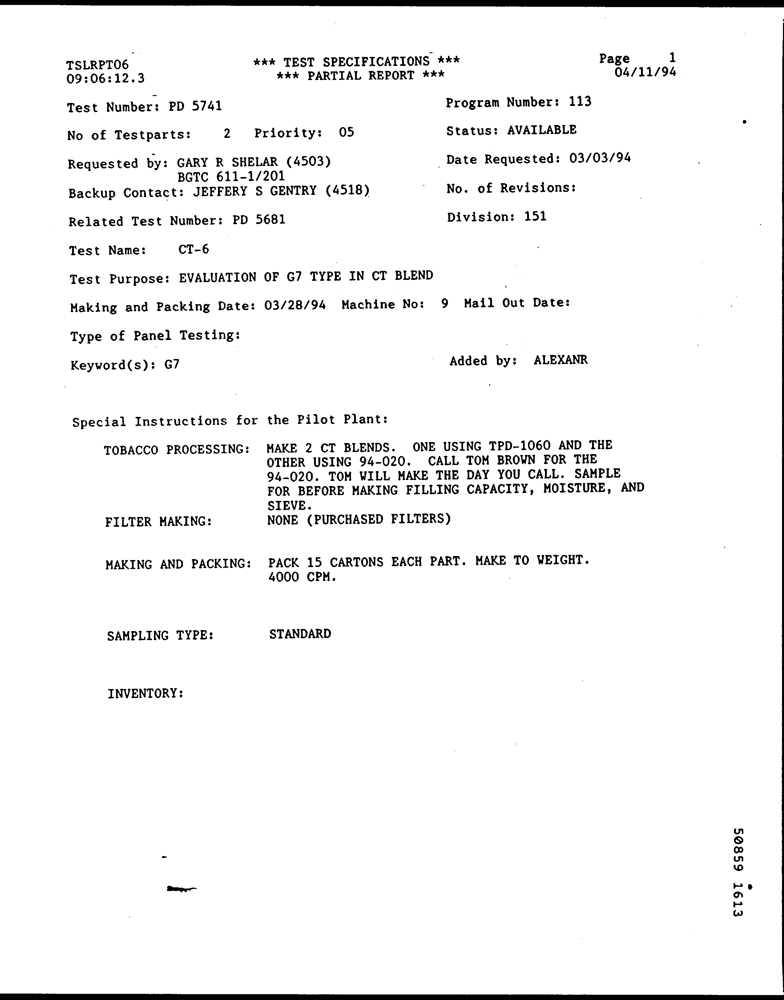 TSLRPT06 *** TEST SPECIFICATIONS *** Page 1
09:06:12.3 *** PARTIAL REPORT *** 04/11/94
Test Number: PD 5741 Program Number: 113
No of Testparts: 2 Priority: 05 Status: AVAILABLE
Requested by: GARY R SHELAR (4503) Date Requested: 03/03/94
BGTC 611-1/201
Backup Contact: JEFFERY S GENTRY (4518) No. of Revisions:
Related Test Number: PD 5681 Division: 151
Test Name: CT-6
Test Purpose: EVALUATION OF G7 TYPE IN CT BLEND
Making and Packing Date: 03/28/94 Machine No: 9 Mail Out Date:
Type of Panel Testing:
Keyword(s): G7 Added by: ALEXANR
Special Instructions for the Pilot Plant:
TOBACCO PROCESSING: MAKE 2 CT BLENDS. ONE USING TPD-1060 AND THE
OTHER USING 94-020. CALL TOM BROWN FOR THE
94-020. TOM WILL MAKE THE DAY YOU CALL. SAMPLE
FOR BEFORE MAKING FILLING CAPACITY, MOISTURE, AND
SIEVE.
FILTER MAKING: NONE (PURCHASED FILTERS)
MAKING AND PACKING: PACK 15 CARTONS EACH PART. MAKE TO WEIGHT.
4000 CPM.
SAMPLING TYPE: STANDARD
INVENTORY:
50859 1613